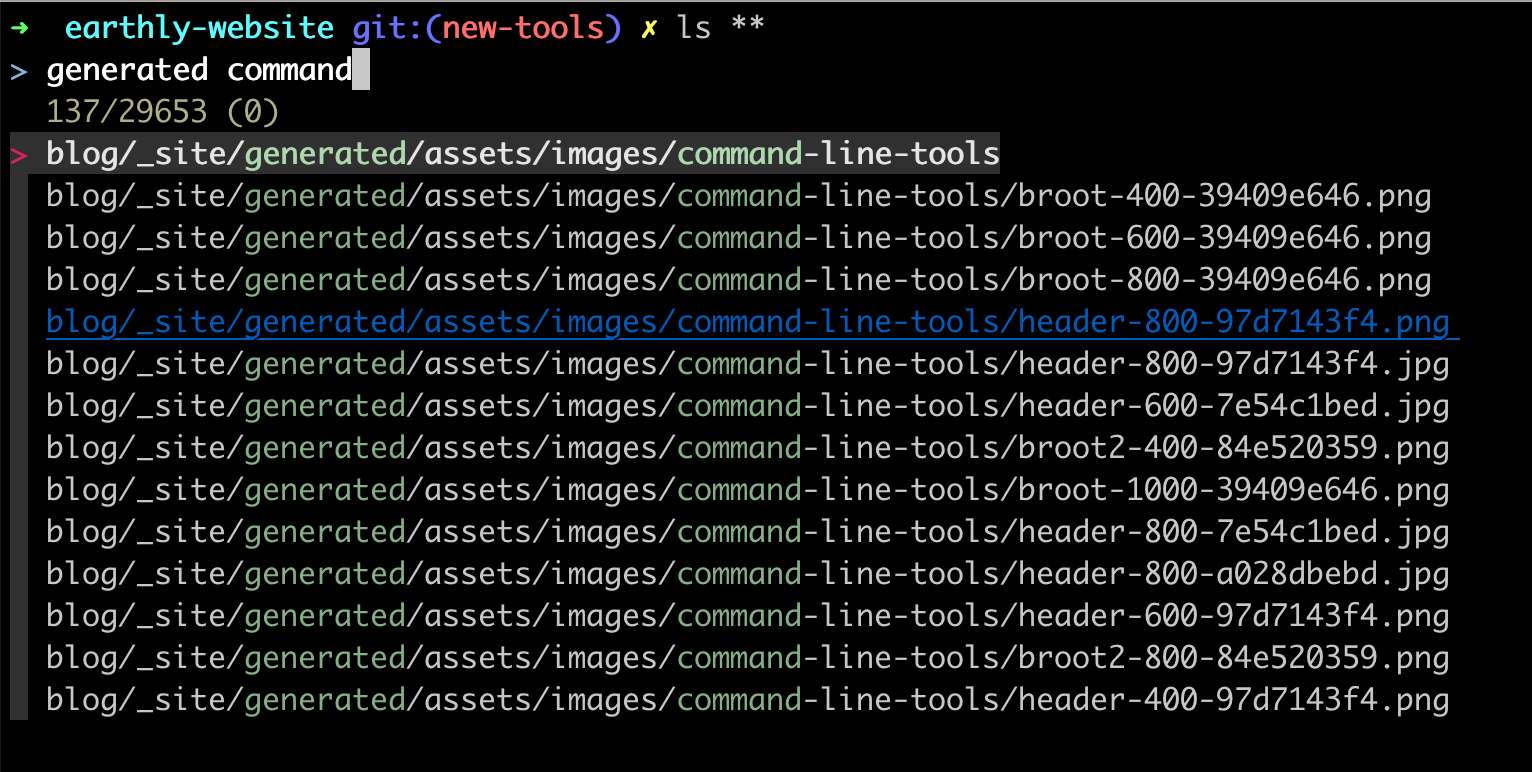 ➜  earthly-website git:(new-tools) ✗ ls **
> generated command
137/29653 (0)
> blog/_site/generated/assets/images/command-line-tools
blog/_site/generated/assets/images/command-line-tools/broot-400-39409e646.png
blog/_site/generated/assets/images/command-line-tools/broot-600-39409e646.png
blog/_site/generated/assets/images/command-line-tools/broot-800-39409e646.png
blog/_site/generated/assets/images/command-line-tools/header-800-97d7143f4.png
blog/_site/generated/assets/images/command-line-tools/header-800-97d7143f4.jpg
blog/_site/generated/assets/images/command-line-tools/header-600-7e54c1bed.jpg
blog/_site/generated/assets/images/command-line-tools/broot2-400-84e520359.png
blog/_site/generated/assets/images/command-line-tools/broot-1000-39409e646.png
blog/_site/generated/assets/images/command-line-tools/header-800-7e54c1bed.jpg
blog/_site/generated/assets/images/command-line-tools/header-800-a028dbebd.jpg
blog/_site/generated/assets/images/command-line-tools/header-600-97d7143f4.png
blog/_site/generated/assets/images/command-line-tools/broot2-800-84e520359.png
blog/_site/generated/assets/images/command-line-tools/header-400-97d7143f4.png